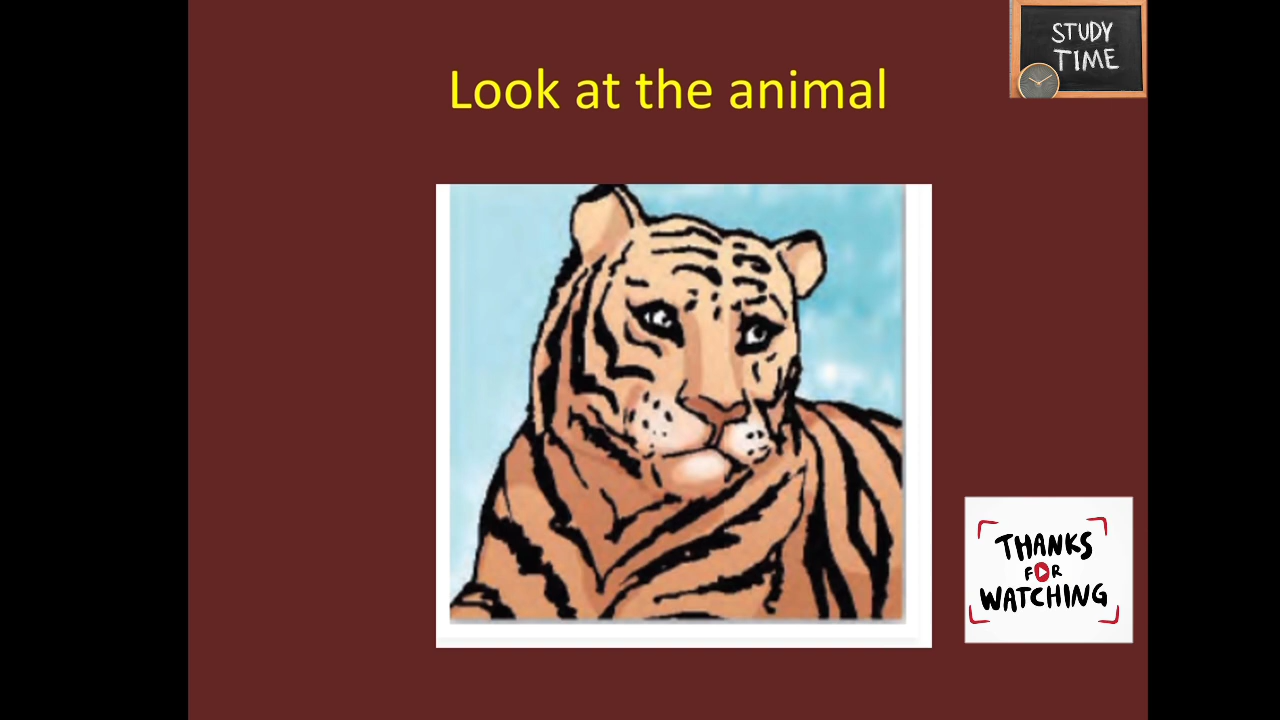 STUDY
TIME
Look at the animal
THANKS
FOR
WATCHING